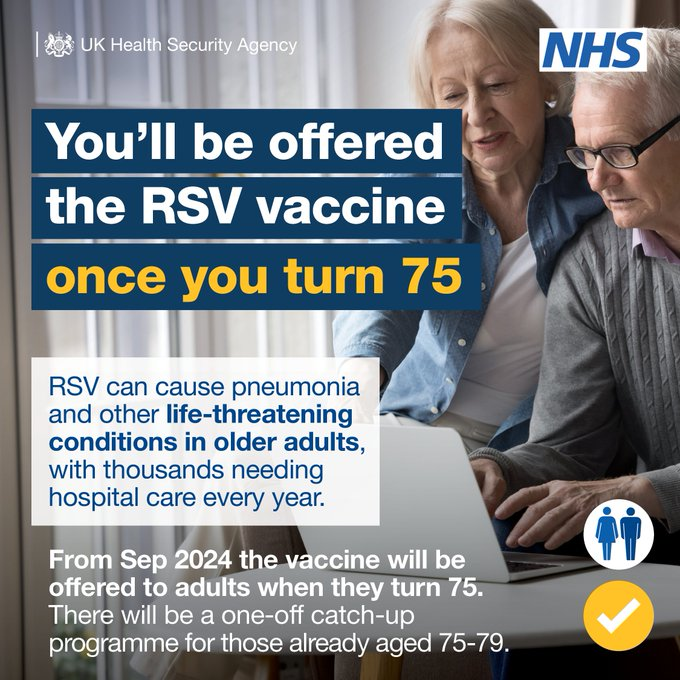 UK Health Security Agency
NHS
You’ll be offered
the RSV vaccine
once you turn 75
RSV can cause pneumonia
and other life-threatening
conditions in older adults,
with thousands needing
hospital care every year.
From Sep 2024 the vaccine will be
offered to adults when they turn 75.
There will be a one-off catch-up
programme for those already aged 75-79.